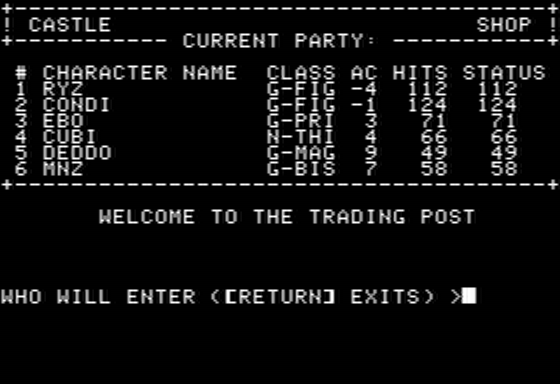 +--------------------------------------+
! CASTLE                          SHOP !
+----------- CURRENT PARTY: -----------+
 # CHARACTER NAME  CLASS AC HITS STATUS
 1 RYZ             G-FIG -4  112  112
 2 CONDI           G-FIG -1  124  124
 3 EBO             G-PRI  3   71   71
 4 CUBI            N-THI  4   66   66
 5 DEDDO           G-MAG  9   49   49
 6 MNZ             G-BIS  7   58   58
+--------------------------------------+
WELCOME TO THE TRADING POST
WHO WILL ENTER ([RETURN] EXITS) >